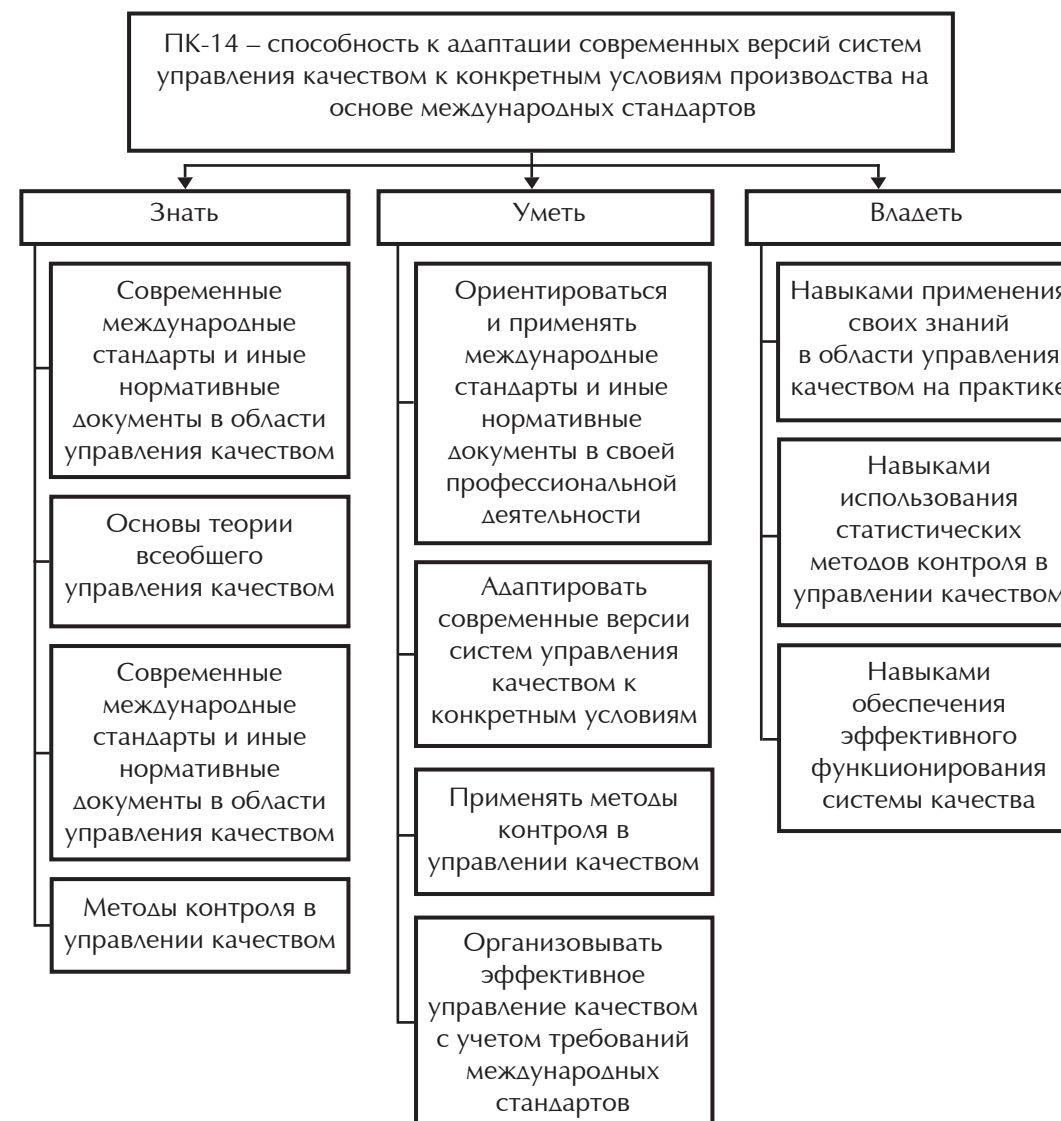 ПК-14 – способность к адаптации современных версий систем
управления качеством к конкретным условиям производства на
основе международных стандартов
Знать
Современные
международные
стандарты и иные
нормативные
документы в области
управления качеством
Основы теории
всеобщего
управления качеством
Современные
международные
стандарты и иные
нормативные
документы в области
управления качеством
Методы контроля в
управлении качеством
Уметь
Ориентироваться
и применять
международные
стандарты и иные
нормативные
документы в своей
профессиональной
деятельности
Адаптировать
современные версии
систем управления
качеством к
конкретным условиям
Применять методы
контроля в
управлении качеством
Организовывать
эффективное
управление качеством
с учетом требований
международных
стандартов
Владеть
Навыками применения
своих знаний
в области управления
качеством на практике
Навыками
использования
статистических
методов контроля в
управлении качеством
Навыками
обеспечения
эффективного
функционирования
системы качества